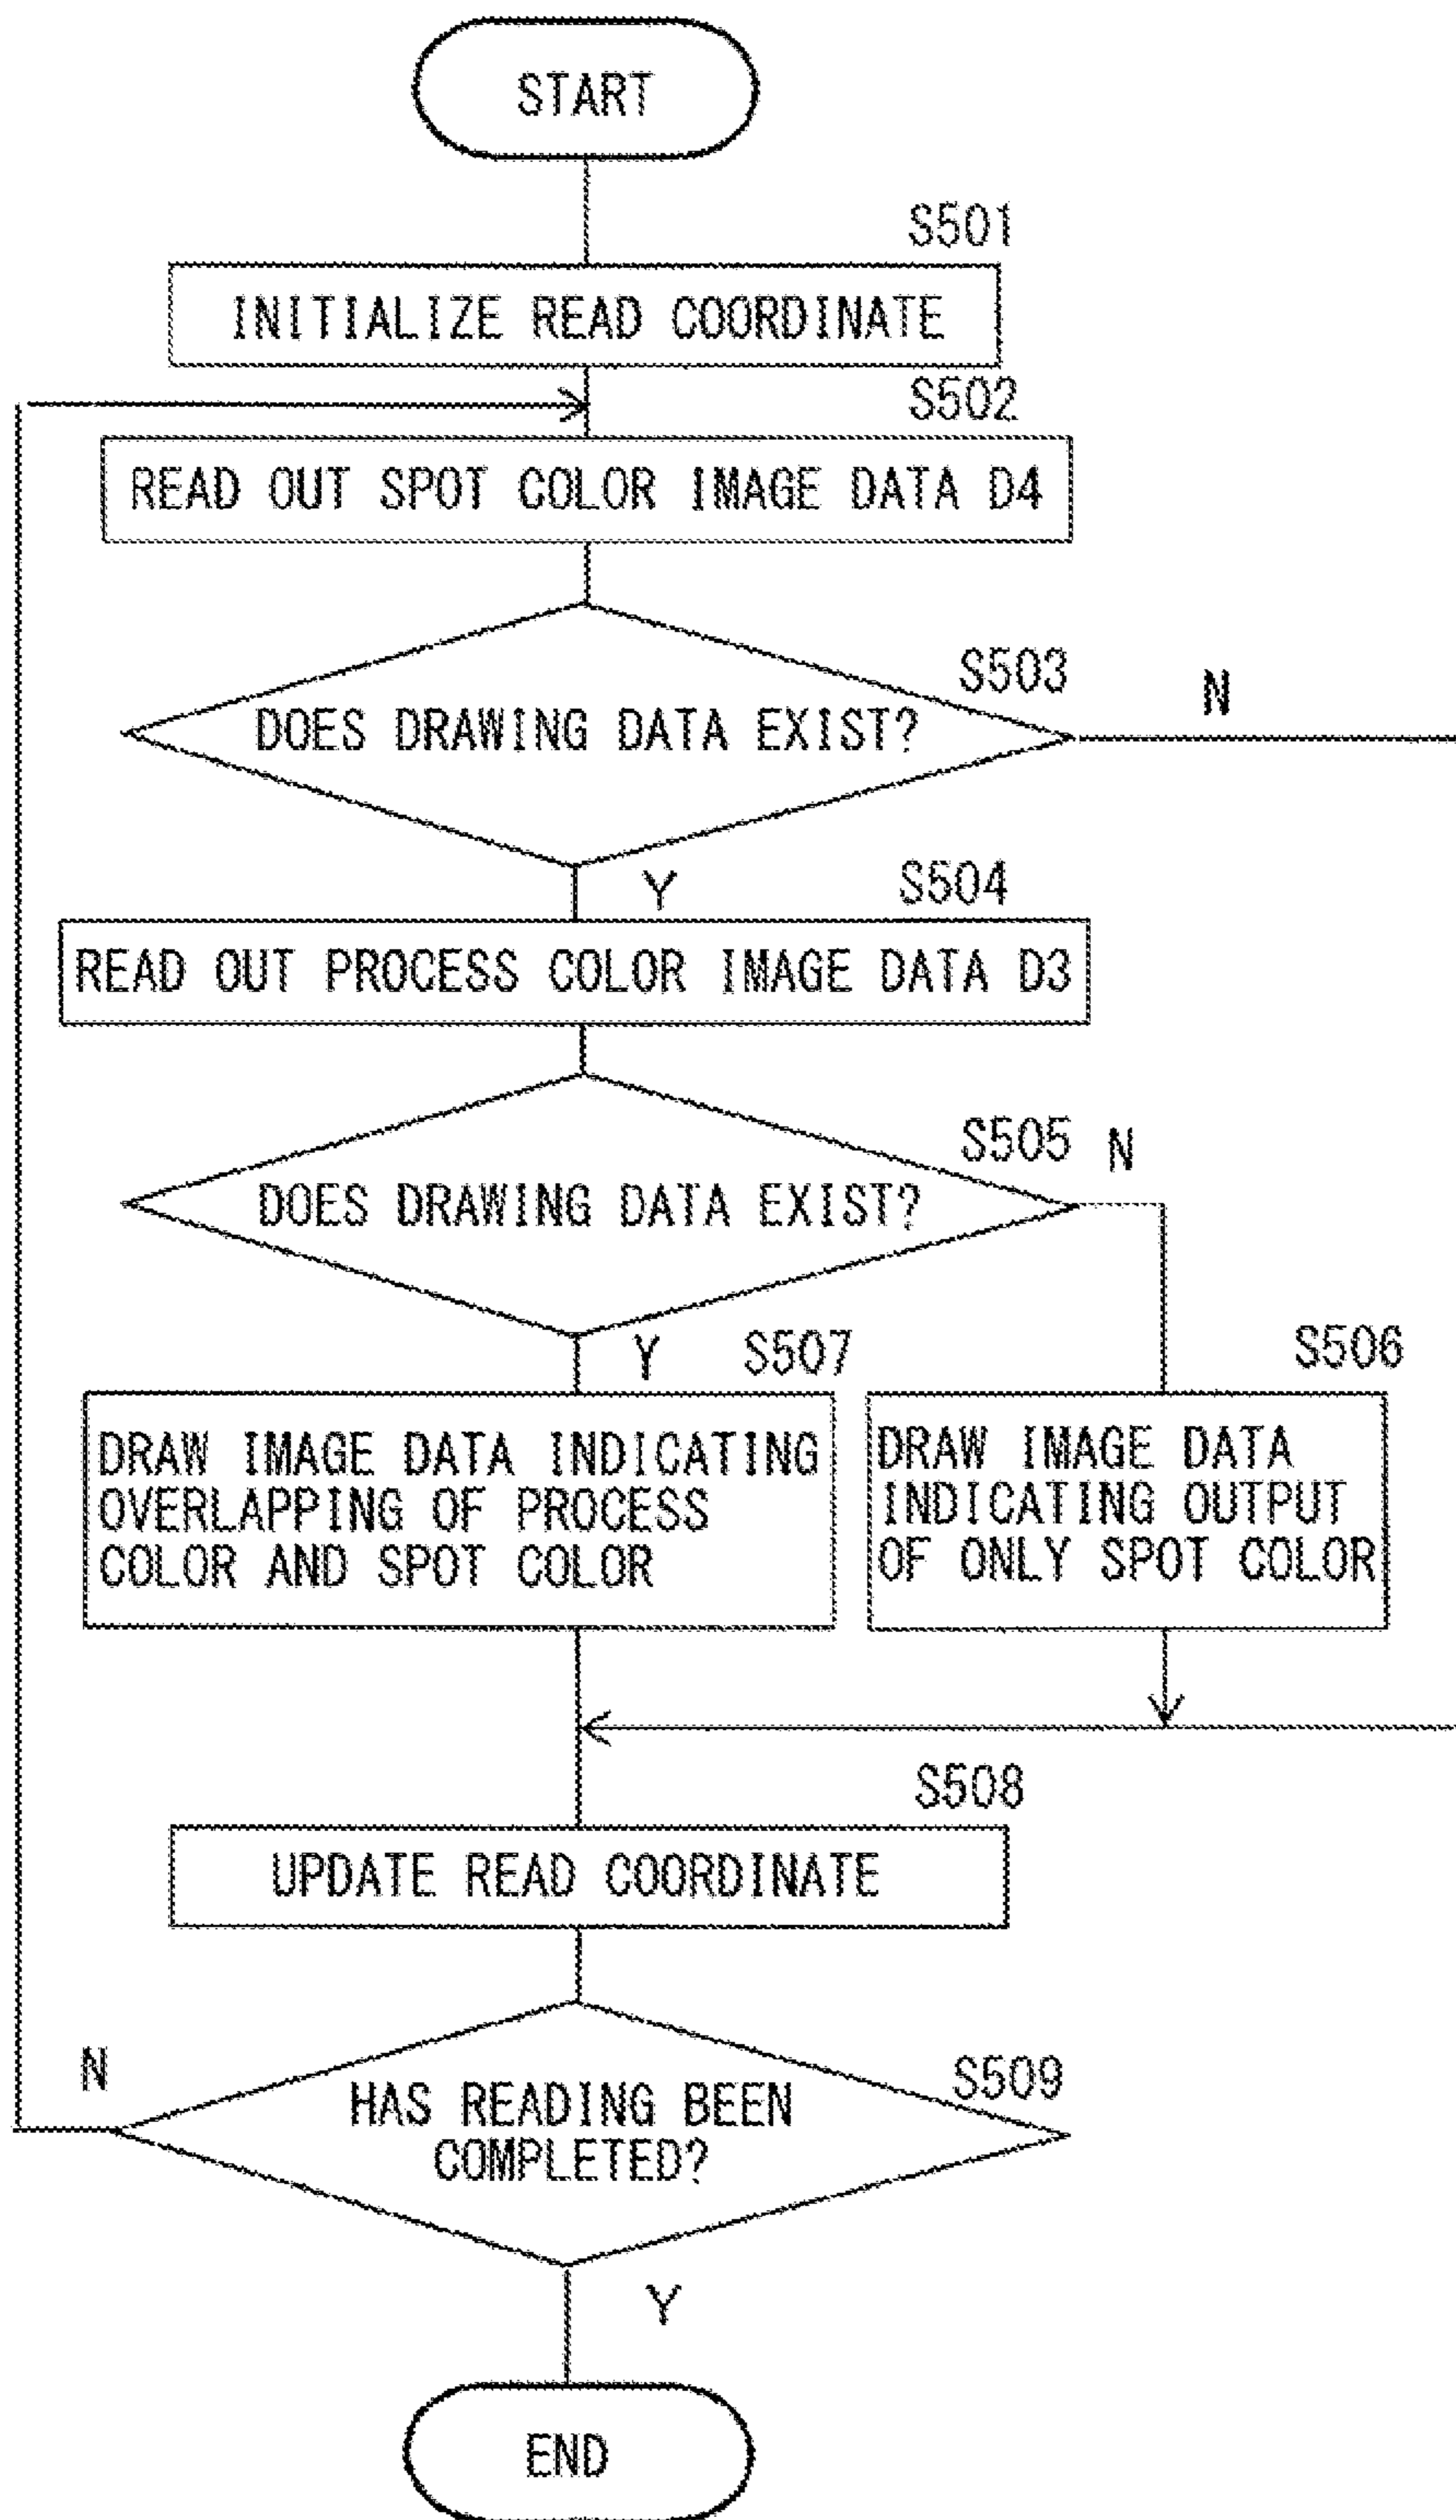 START
S501
INITIALIZE READ COORDINATE
S502
READ OUT SPOT COLOR IMAGE DATA D4
S503
N
DOES DRAWING DATA EXIST?
Y
S504
READ OUT PROCESS COLOR IMAGE DATA D3
S505
N
DOES DRAWING DATA EXIST?
Y
S507
S506
DRAW IMAGE DATA INDICATING
OVERLAPPING OF PROCESS
COLOR AND SPOT COLOR
DRAW IMAGE DATA
INDICATING OUTPUT
OF ONLY SPOT COLOR
S508
UPDATE READ COORDINATE
N
S509
HAS READING BEEN
COMPLETED?
Y
END